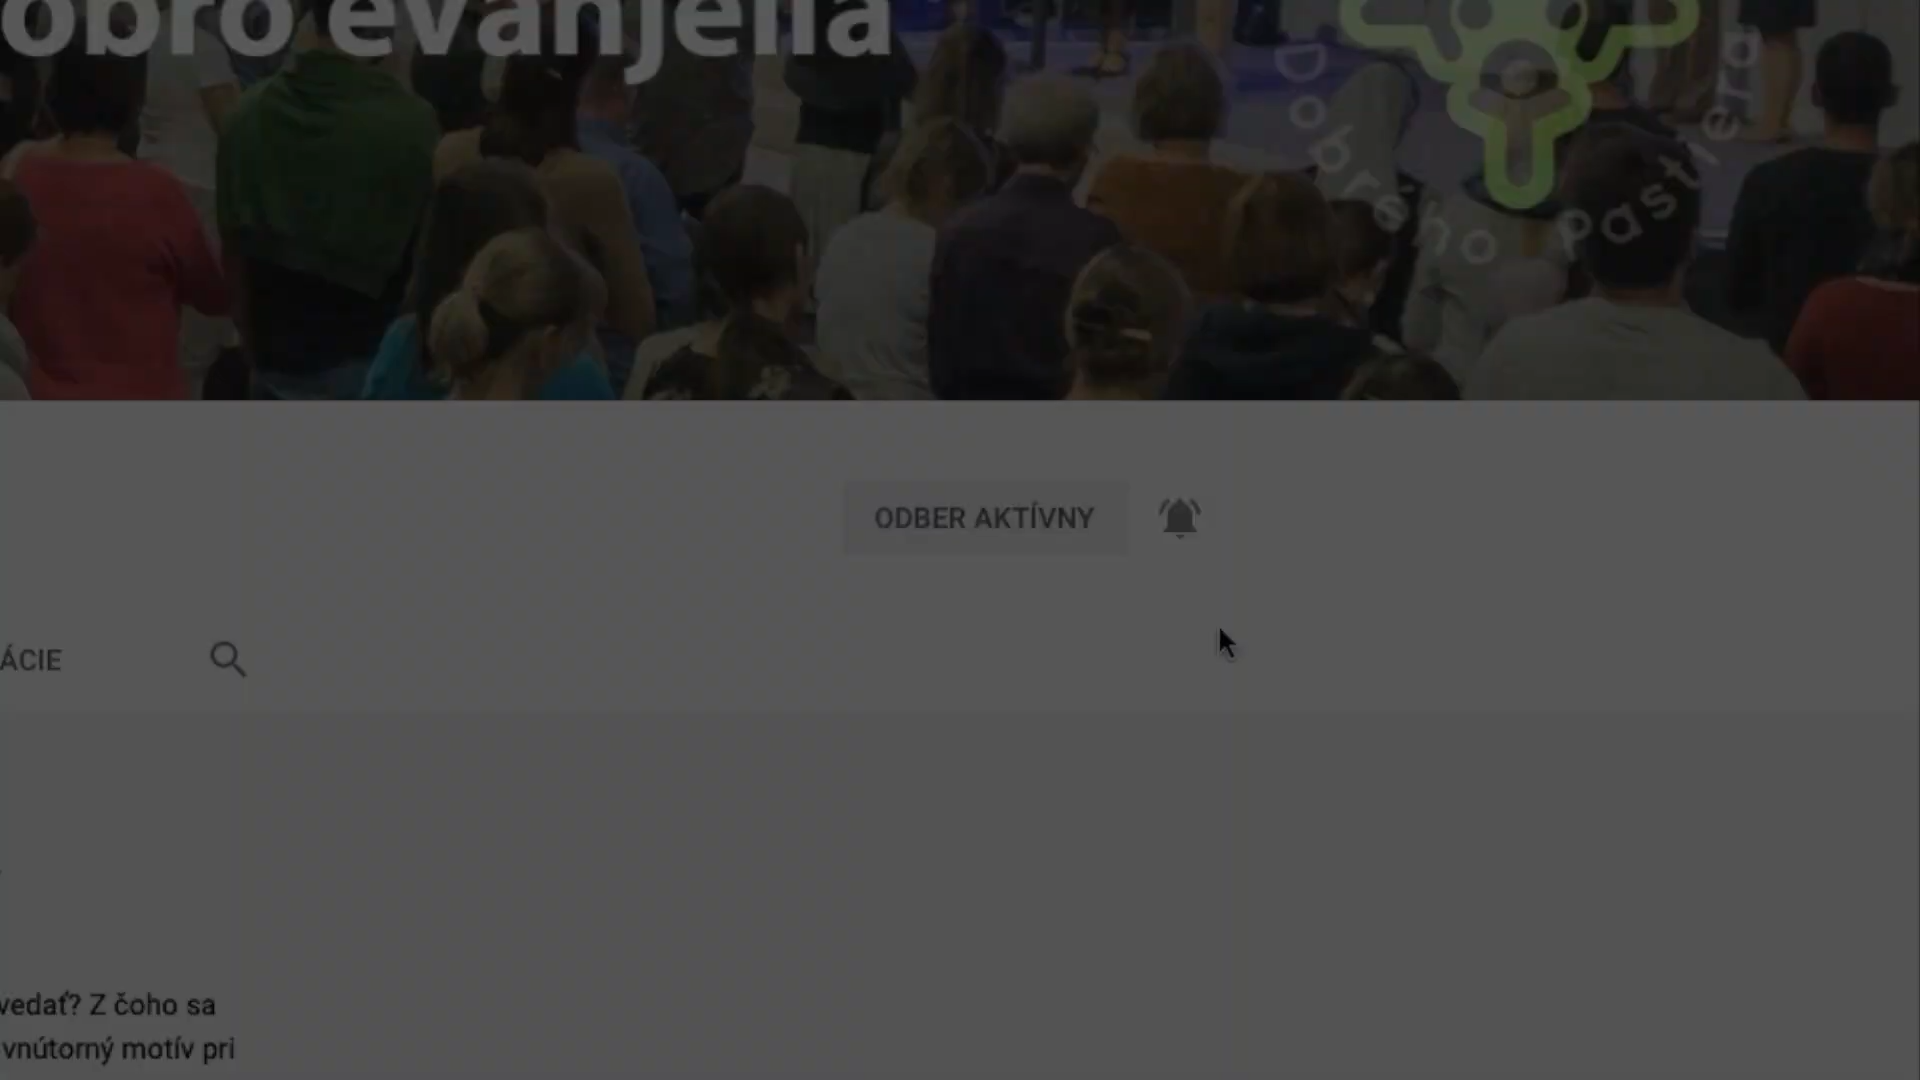 obro evanjelia
Dobrého pastiera
ODBER AKTÍVNY
ÁCIE
vedať? Z čoho sa
vnútorný motív pri